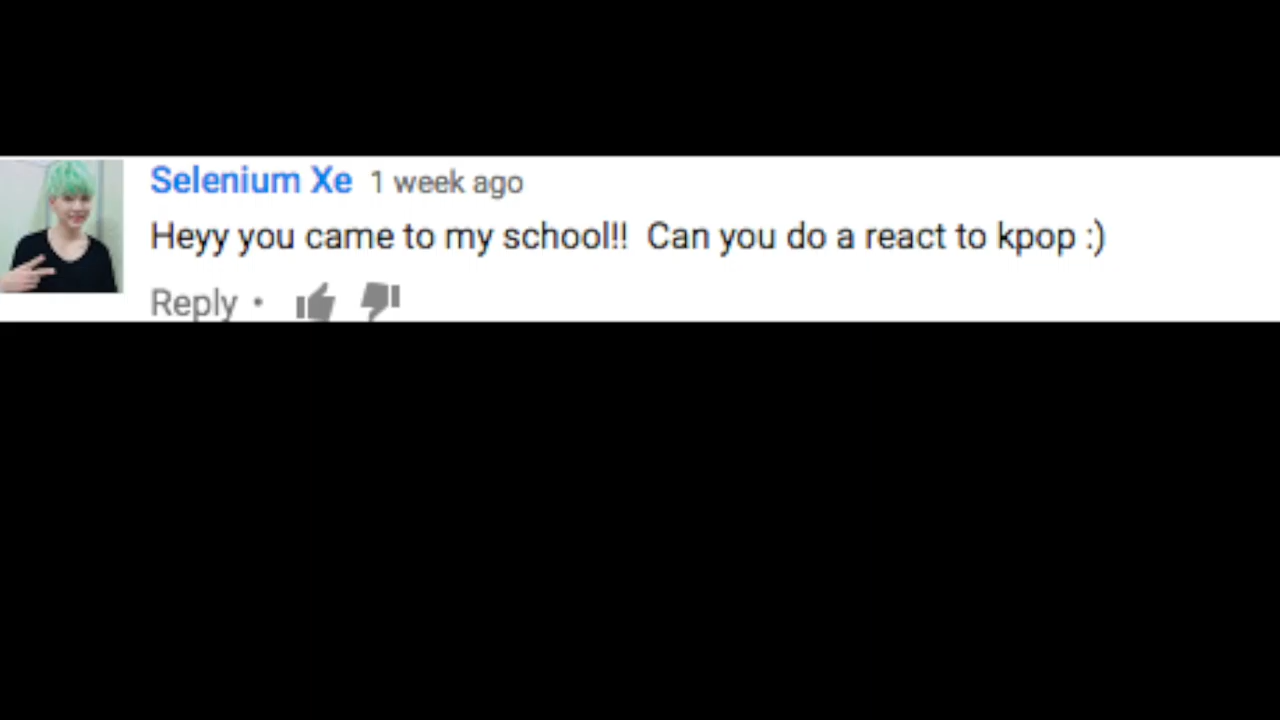 Selenium Xe 1 week ago
Heyy you came to my school!!  Can you do a react to kpop :)
Reply •